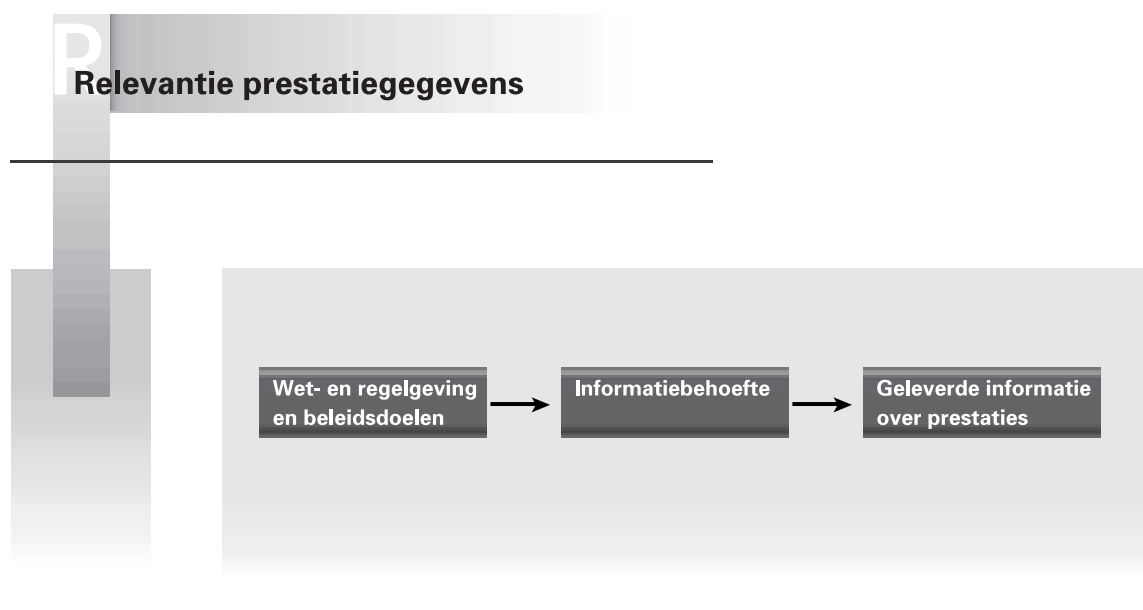 R
Relevantie prestatiegegevens
Wet- en regelgeving
en beleidsdoelen
Informatiebehoefte
Geleverde informatie
over prestaties